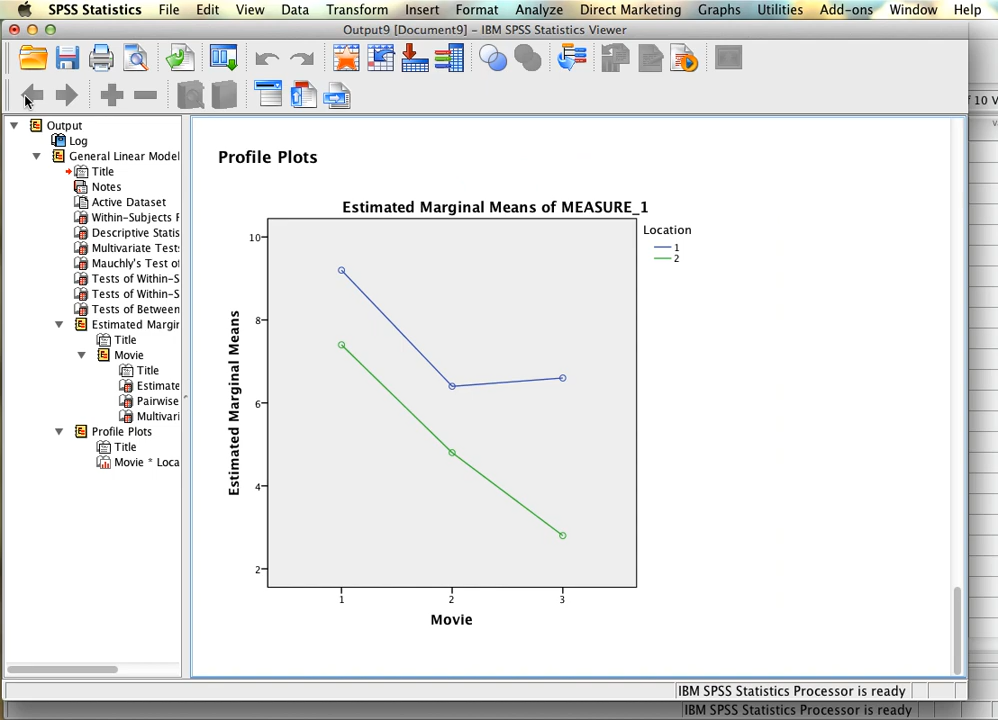 SPSS Statistics File Edit View Data Transform Insert Format Analyze Direct Marketing Graphs Utilities Add-ons Window Help
Output9 [Document9] - IBM SPSS Statistics Viewer
f 10 V
Output
Log
General Linear Model
Title
Notes
Active Dataset
Within-Subjects F
Descriptive Statis
Multivariate Tests
Mauchly's Test of
Tests of Within-S
Tests of Within-S
Tests of Between
Estimated Margin
Title
Movie
Title
Estimate
Pairwise
Multivari
Profile Plots
Title
Movie * Loca
Profile Plots
Estimated Marginal Means of MEASURE_1
Location
1
2
Estimated Marginal Means
10
8
6
4
2
1 2 3
Movie
IBM SPSS Statistics Processor is ready
IBM SPSS Statistics Processor is ready